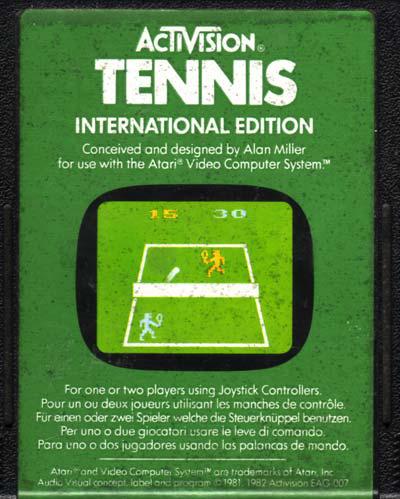 ACTIVISION®
TENNIS
INTERNATIONAL EDITION
Conceived and designed by Alan Miller
for use with the Atari® Video Computer System.™
15 30
For one or two players using Joystick Controllers.
Pour un ou deux joueurs utilisant les manches de contrôle.
Für einen oder zwei Spieler welche die Steuerknüppel benutzen.
Per uno o due giocatori usare le leve di comando.
Para uno o dos jugadores usando las palancas de mondo.
Atari® and Video Computer System™ are trademarks of Atari, Inc.
Audio Visual concept, label and program © 1981, 1982 Activision EAG-007